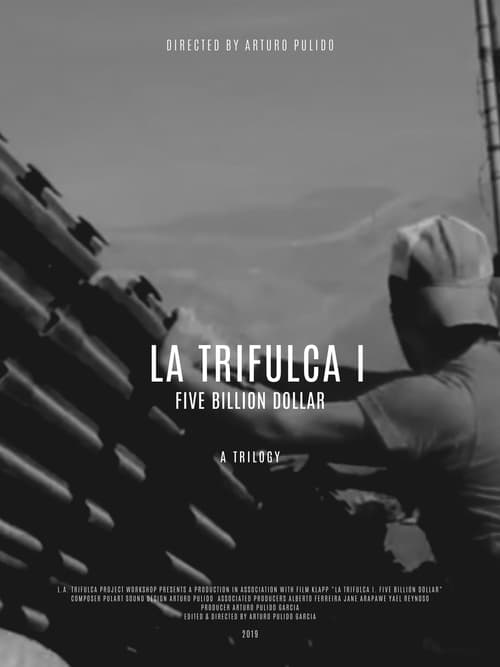 DIRECTED BY ARTURO PULIDO
LA TRIFULCA I
FIVE BILLION DOLLAR
A TRILOGY
L.A. TRIFULCA PROJECT WORKSHOP PRESENTS A PRODUCTION IN ASSOCIATION WITH FILM KLAPP "LA TRIFULCA I, FIVE BILLION DOLLAR"
COMPOSER PULART SOUND DESIGN ARTURO PULIDO ASSOCIATED PRODUCERS ALBERTO FERREIRA JANE ARAPAWE YAEL REYNOSO
PRODUCER ARTURO PULIDO GARCIA
EDITED & DIRECTED BY ARTURO PULIDO GARCIA
2019